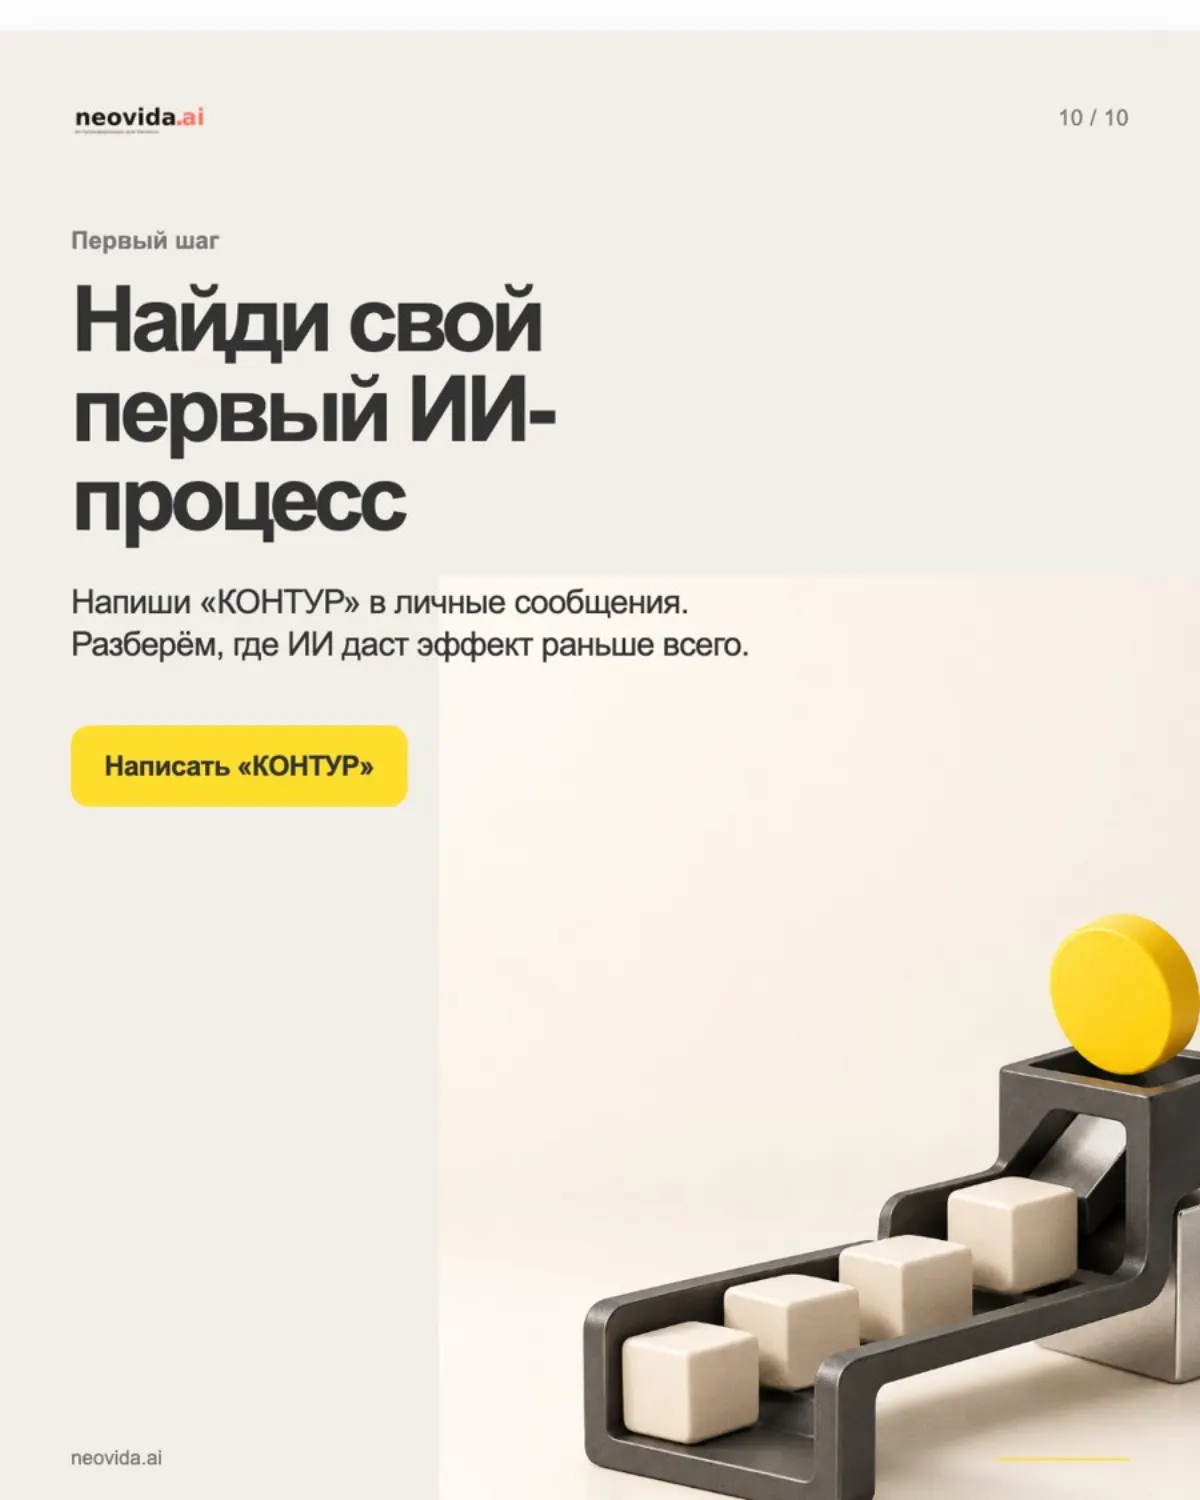 neovida.ai
10 / 10
Первый шаг
Найди свой
первый ИИ-
процесс
Напиши «КОНТУР» в личные сообщения.
Разберём, где ИИ даст эффект раньше всего.
Написать «КОНТУР»
neovida.ai